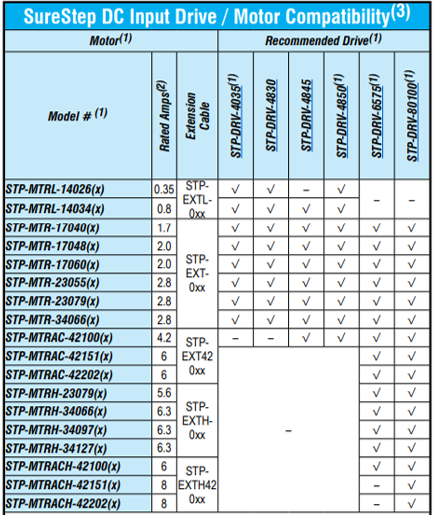 SureStep DC Input Drive / Motor Compatibility(3)
Motor(1) Recommended Drive(1)
Model # (1) Rated Amps(2) Extension Cable STP-DRV-4035(1) STP-DRV-4830 STP-DRV-4845 STP-DRV-4850(1) STP-DRV-6575(1) STP-DRV-80100(1)
STP-MTRL-14026(x) 0.35 STP-EXTL-0xx √ √ – √ – –
STP-MTRL-14034(x) 0.8 √ √ √ √
STP-MTR-17040(x) 1.7 STP-EXT-0xx √ √ √ √ √ √
STP-MTR-17048(x) 2.0 √ √ √ √ √ √
STP-MTR-17060(x) 2.0 √ √ √ √ √ √
STP-MTR-23055(x) 2.8 √ √ √ √ √ √
STP-MTR-23079(x) 2.8 √ √ √ √ √ √
STP-MTR-34066(x) 2.8 √ √ √ √ √ √
STP-MTRAC-42100(x) 4.2 STP-EXT42 0xx – – √ √ √ √
STP-MTRAC-42151(x) 6 – √ √
STP-MTRAC-42202(x) 6 √ √
STP-MTRH-23079(x) 5.6 STP-EXTH-0xx √ √
STP-MTRH-34066(x) 6.3 √ √
STP-MTRH-34097(x) 6.3 √ √
STP-MTRH-34127(x) 6.3 √ √
STP-MTRACH-42100(x) 6 STP-EXTH42 0xx √ √
STP-MTRACH-42151(x) 8 – √
STP-MTRACH-42202(x) 8 – √